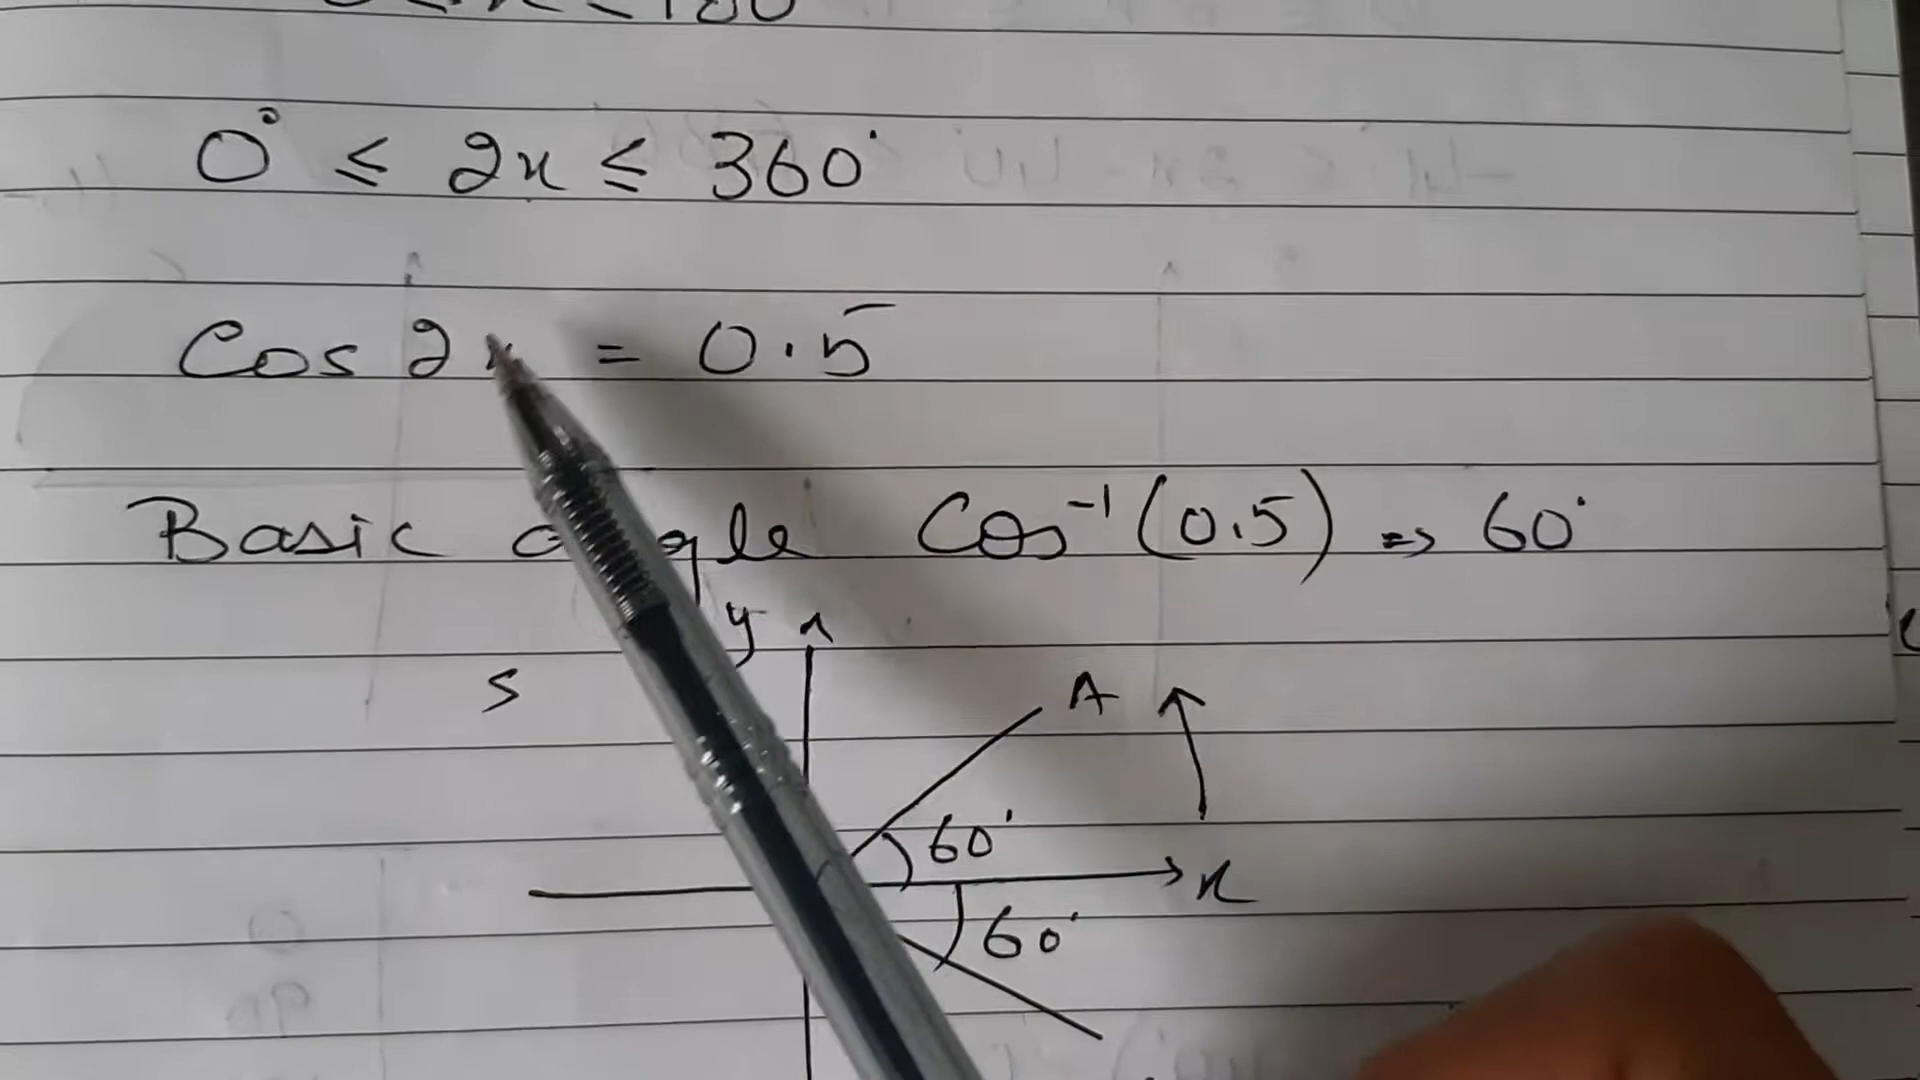 0° ≤ 2x ≤ 360°
Cos 2x = 0.5
Basic angle Cos⁻¹(0.5) ⇒ 60°
y
S A
60°
x
60°